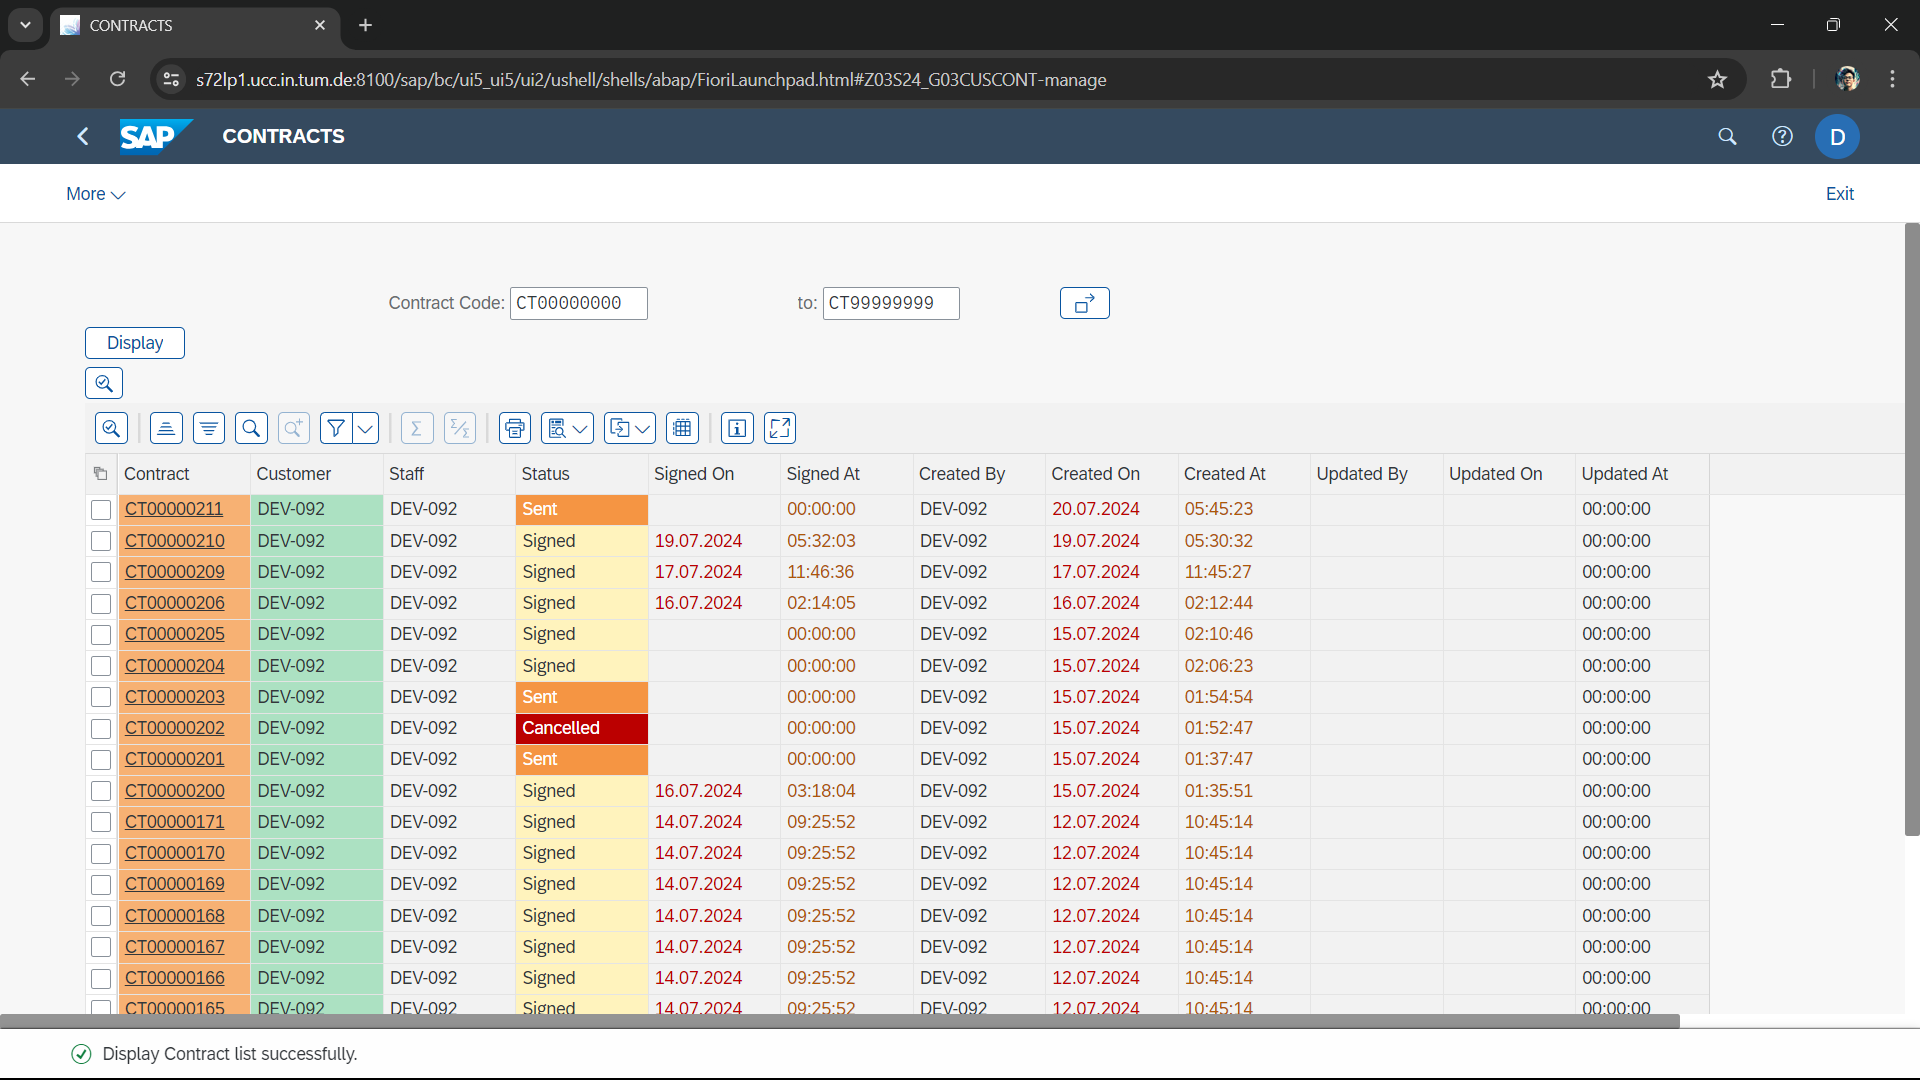 CONTRACTS
s72lp1.ucc.in.tum.de:8100/sap/bc/ui5_ui5/ui2/ushell/shells/abap/FioriLaunchpad.html#Z03S24_G03CUSCONT-manage
SAP CONTRACTS D
More Exit
Contract Code: CT00000000 to: CT99999999
Display
Contract Customer Staff Status Signed On Signed At Created By Created On Created At Updated By Updated On Updated At
CT00000211 DEV-092 DEV-092 Sent 00:00:00 DEV-092 20.07.2024 05:45:23 00:00:00
CT00000210 DEV-092 DEV-092 Signed 19.07.2024 05:32:03 DEV-092 19.07.2024 05:30:32 00:00:00
CT00000209 DEV-092 DEV-092 Signed 17.07.2024 11:46:36 DEV-092 17.07.2024 11:45:27 00:00:00
CT00000206 DEV-092 DEV-092 Signed 16.07.2024 02:14:05 DEV-092 16.07.2024 02:12:44 00:00:00
CT00000205 DEV-092 DEV-092 Signed 00:00:00 DEV-092 15.07.2024 02:10:46 00:00:00
CT00000204 DEV-092 DEV-092 Signed 00:00:00 DEV-092 15.07.2024 02:06:23 00:00:00
CT00000203 DEV-092 DEV-092 Sent 00:00:00 DEV-092 15.07.2024 01:54:54 00:00:00
CT00000202 DEV-092 DEV-092 Cancelled 00:00:00 DEV-092 15.07.2024 01:52:47 00:00:00
CT00000201 DEV-092 DEV-092 Sent 00:00:00 DEV-092 15.07.2024 01:37:47 00:00:00
CT00000200 DEV-092 DEV-092 Signed 16.07.2024 03:18:04 DEV-092 15.07.2024 01:35:51 00:00:00
CT00000171 DEV-092 DEV-092 Signed 14.07.2024 09:25:52 DEV-092 12.07.2024 10:45:14 00:00:00
CT00000170 DEV-092 DEV-092 Signed 14.07.2024 09:25:52 DEV-092 12.07.2024 10:45:14 00:00:00
CT00000169 DEV-092 DEV-092 Signed 14.07.2024 09:25:52 DEV-092 12.07.2024 10:45:14 00:00:00
CT00000168 DEV-092 DEV-092 Signed 14.07.2024 09:25:52 DEV-092 12.07.2024 10:45:14 00:00:00
CT00000167 DEV-092 DEV-092 Signed 14.07.2024 09:25:52 DEV-092 12.07.2024 10:45:14 00:00:00
CT00000166 DEV-092 DEV-092 Signed 14.07.2024 09:25:52 DEV-092 12.07.2024 10:45:14 00:00:00
CT00000165 DEV-092 DEV-092 Signed 14.07.2024 09:25:52 DEV-092 12.07.2024 10:45:14 00:00:00
Display Contract list successfully.